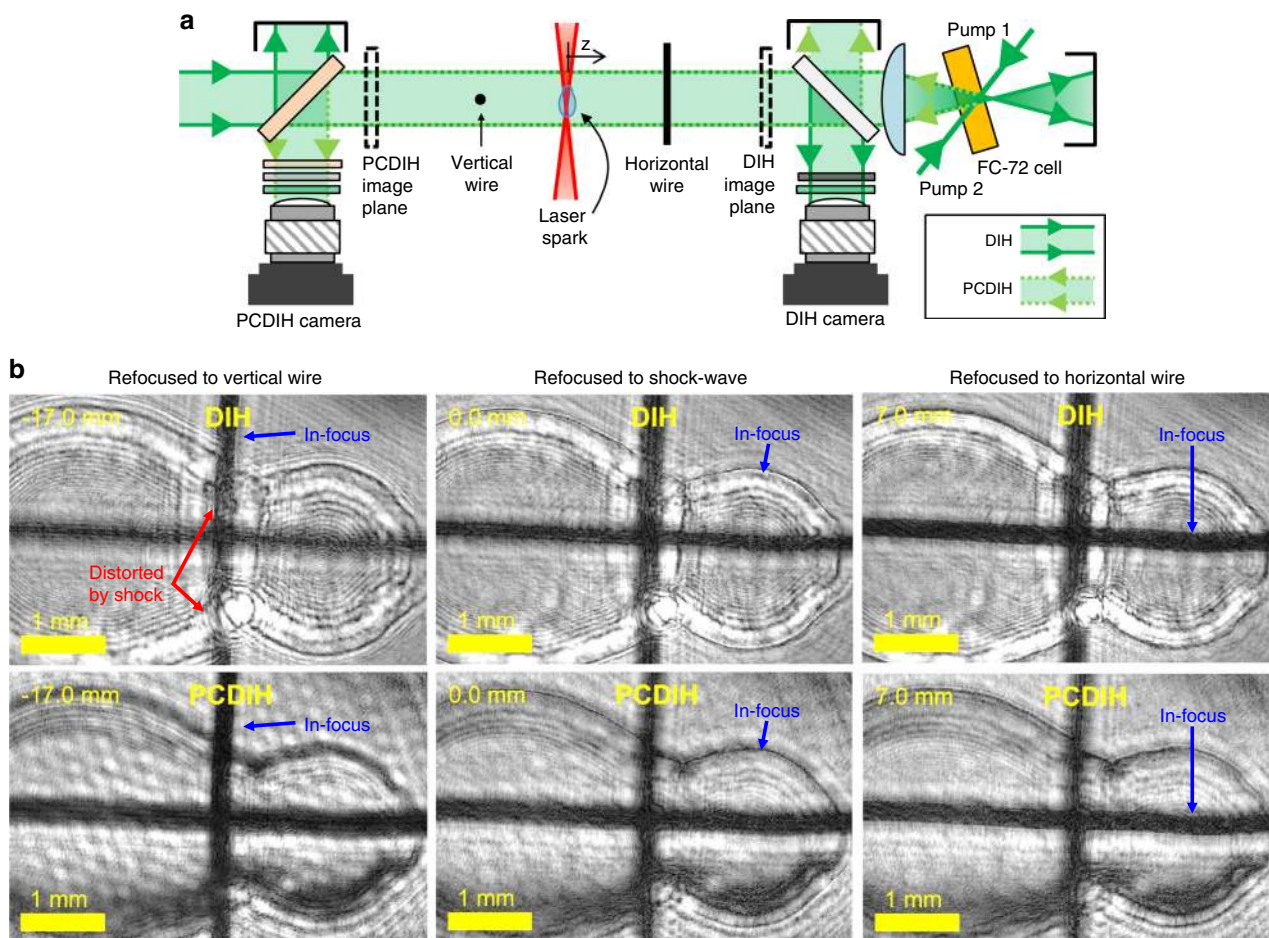 a
Pump 1
z
PCDIH
image
plane
Vertical
wire
Laser
spark
Horizontal
wire
DIH
image
plane
FC-72 cell
Pump 2
DIH
PCDIH
PCDIH camera
DIH camera
b
Refocused to vertical wire
Refocused to shock-wave
Refocused to horizontal wire
-17.0 mm
DIH
In-focus
Distorted
by shock
1 mm
0.0 mm
DIH
In-focus
1 mm
7.0 mm
DIH
In-focus
1 mm
-17.0 mm
PCDIH
In-focus
1 mm
0.0 mm
PCDIH
In-focus
1 mm
7.0 mm
PCDIH
In-focus
1 mm